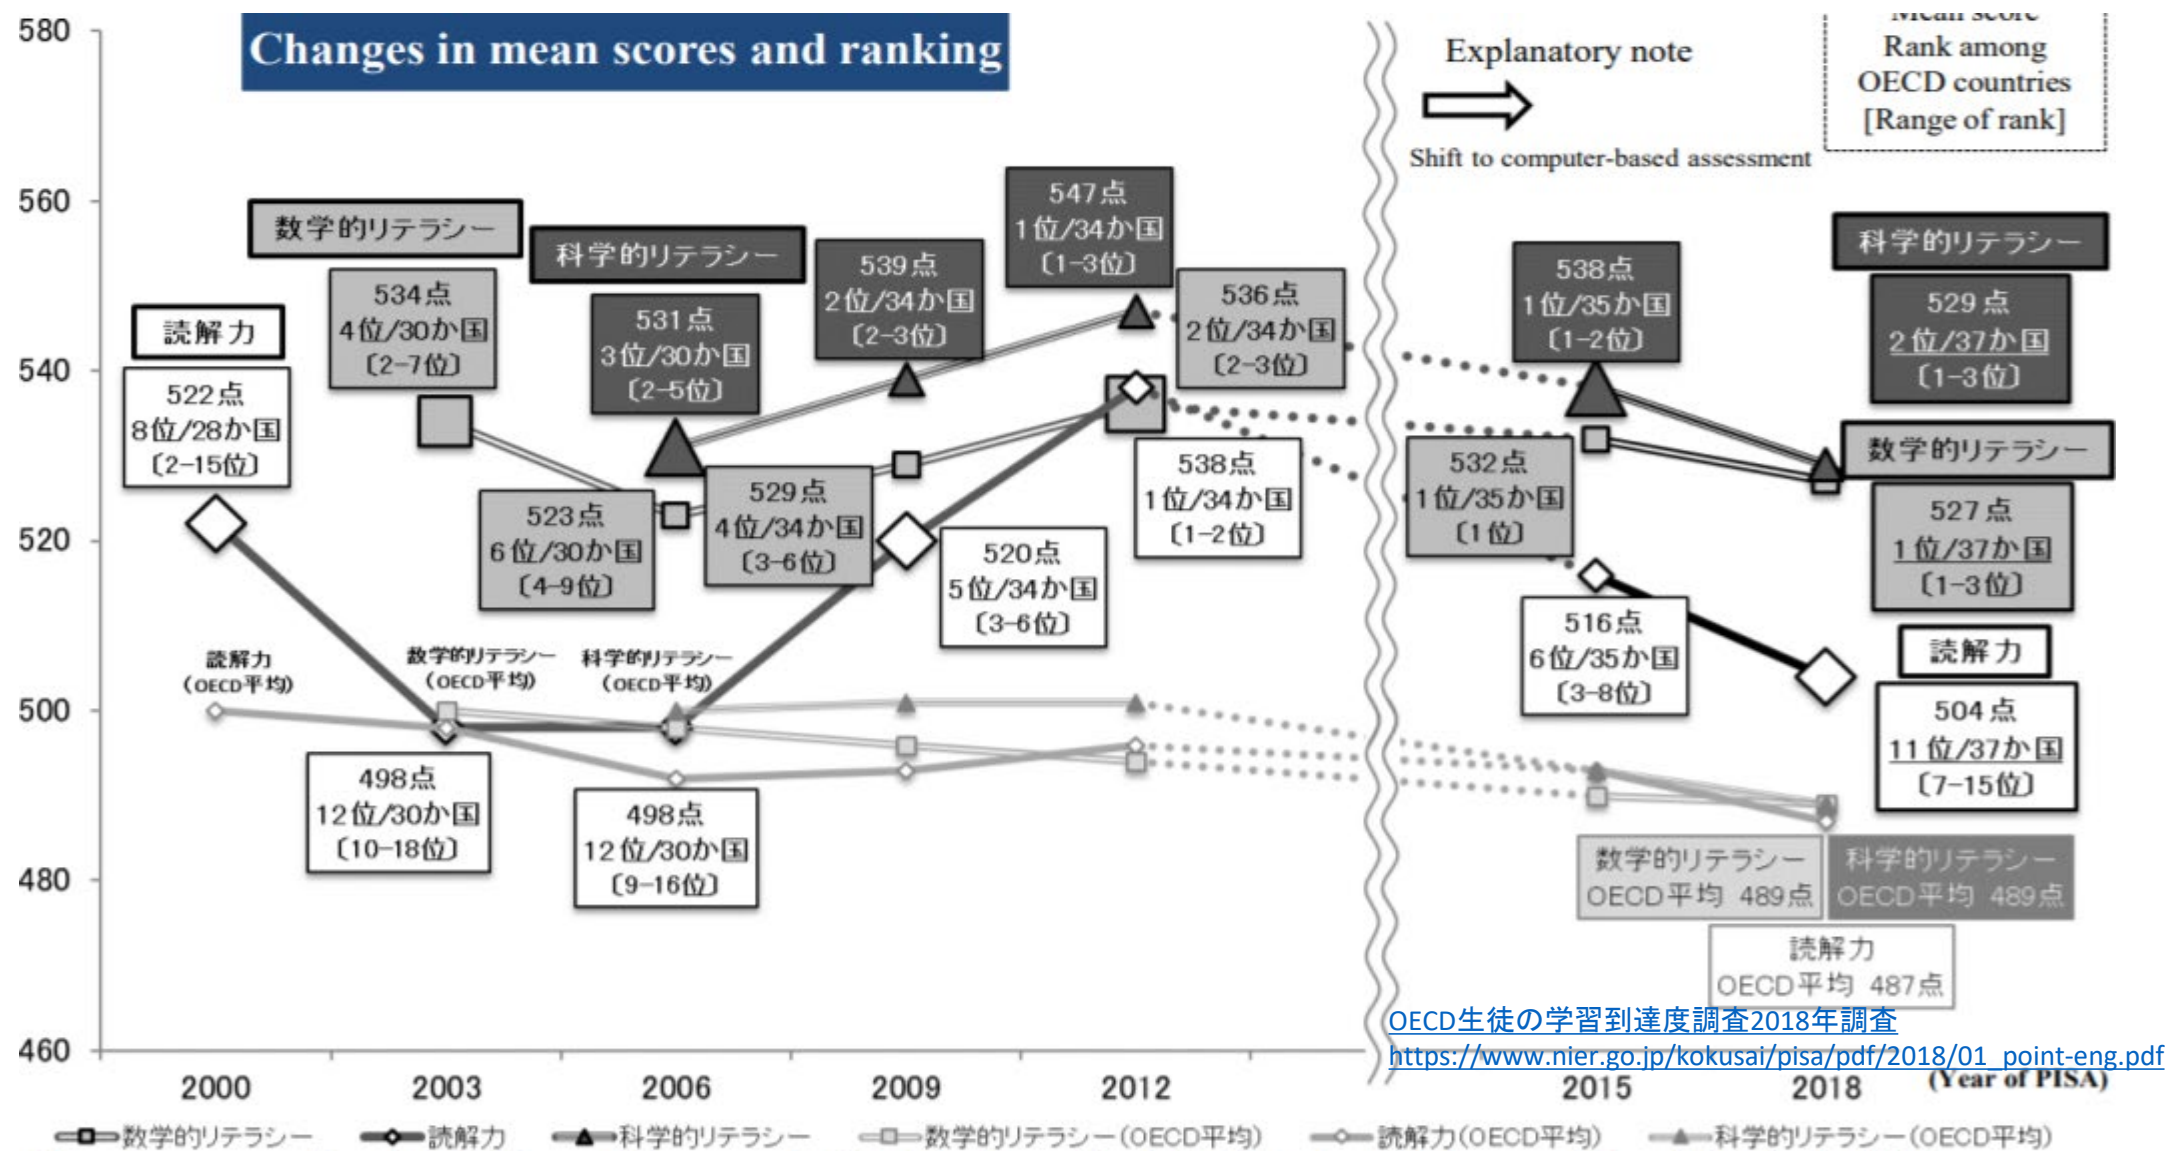 Changes in mean scores and ranking
Explanatory note
Shift to computer-based assessment
Mean score
Rank among
OECD countries
[Range of rank]
580
560
540
520
500
480
460
読解力
522点
8位/28か国
〔2−15位〕
数学的リテラシー
534点
4位/30か国
〔2−7位〕
科学的リテラシー
531点
3位/30か国
〔2−5位〕
539点
2位/34か国
〔2−3位〕
547点
1位/34か国
〔1−3位〕
536点
2位/34か国
〔2−3位〕
523点
6位/30か国
〔4−9位〕
529点
4位/34か国
〔3−6位〕
520点
5位/34か国
〔3−6位〕
538点
1位/34か国
〔1−2位〕
498点
12位/30か国
〔10−18位〕
498点
12位/30か国
〔9−16位〕
読解力
（OECD平均）
数学的リテラシー
（OECD平均）
科学的リテラシー
（OECD平均）
538点
1位/35か国
〔1−2位〕
532点
1位/35か国
〔1位〕
516点
6位/35か国
〔3−8位〕
科学的リテラシー
529点
2位/37か国
〔1−3位〕
数学的リテラシー
527点
1位/37か国
〔1−3位〕
読解力
504点
11位/37か国
〔7−15位〕
数学的リテラシー
OECD平均 489点
科学的リテラシー
OECD平均 489点
読解力
OECD平均 487点
OECD生徒の学習到達度調査2018年調査
https://www.nier.go.jp/kokusai/pisa/pdf/2018/01_point-eng.pdf
2000
2003
2006
2009
2012
2015
2018
(Year of PISA)
数学的リテラシー
読解力
科学的リテラシー
数学的リテラシー(OECD平均)
読解力(OECD平均)
科学的リテラシー(OECD平均)